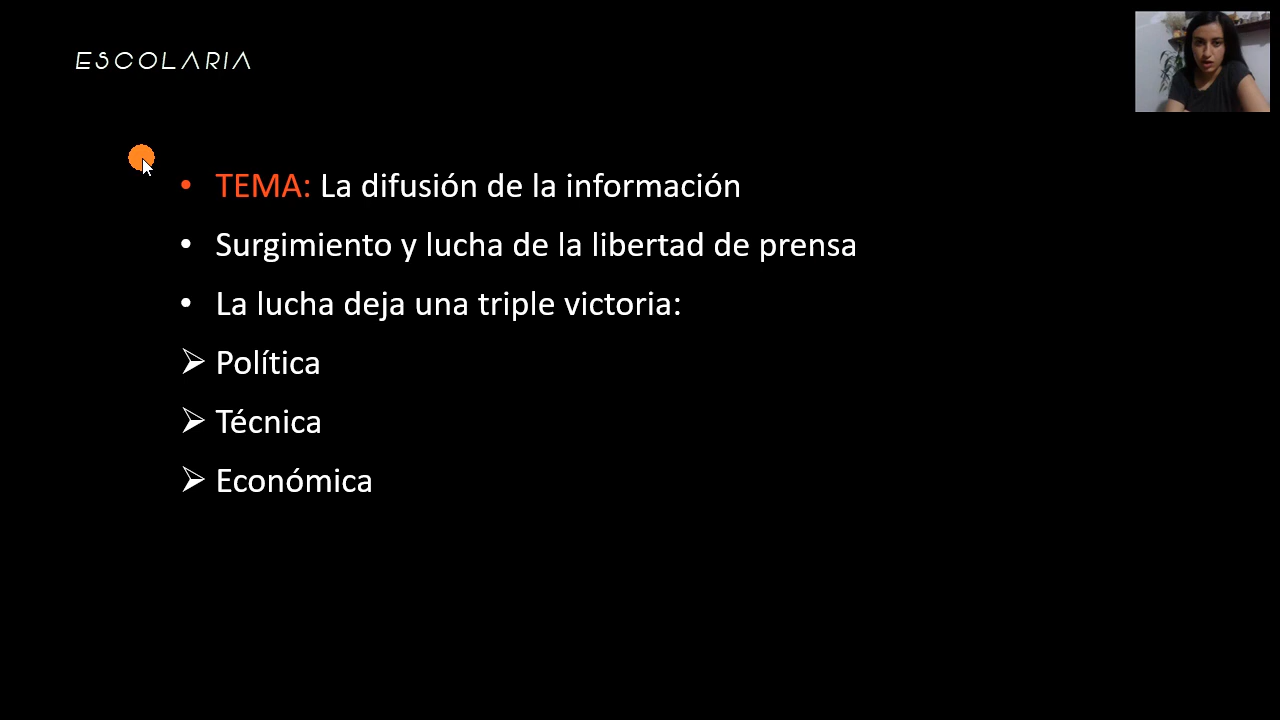 ESCOLARIA
• TEMA: La difusión de la información
• Surgimiento y lucha de la libertad de prensa
• La lucha deja una triple victoria:
➢ Política
➢ Técnica
➢ Económica